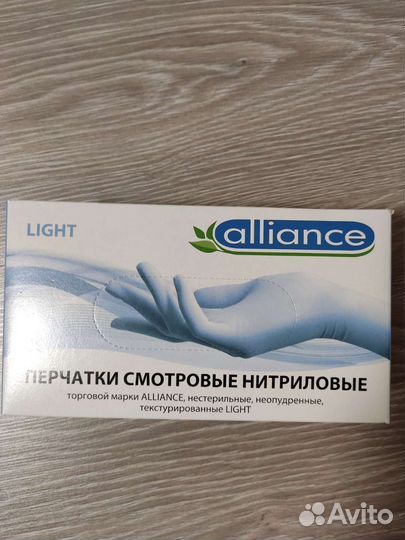 LIGHT
alliance
ПЕРЧАТКИ СМОТРОВЫЕ НИТРИЛОВЫЕ
торговой марки ALLIANCE, нестерильные, неопудренные,
текстурированные LIGHT
Avito